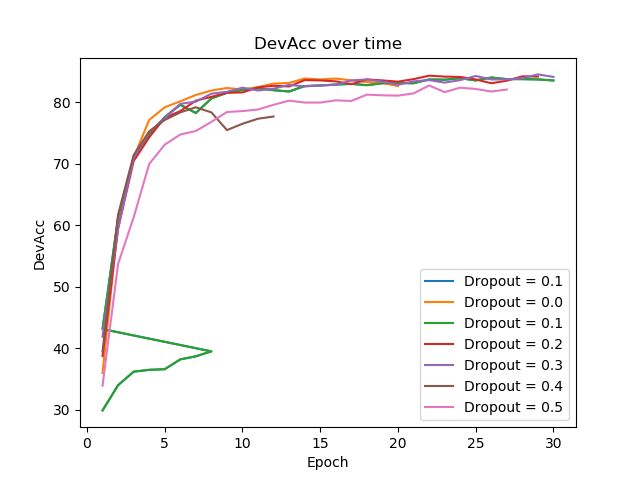 DevAcc over time
DevAcc
80
70
60
50
40
30
0
5
10
15
20
25
30
Epoch
Dropout = 0.1
Dropout = 0.0
Dropout = 0.1
Dropout = 0.2
Dropout = 0.3
Dropout = 0.4
Dropout = 0.5